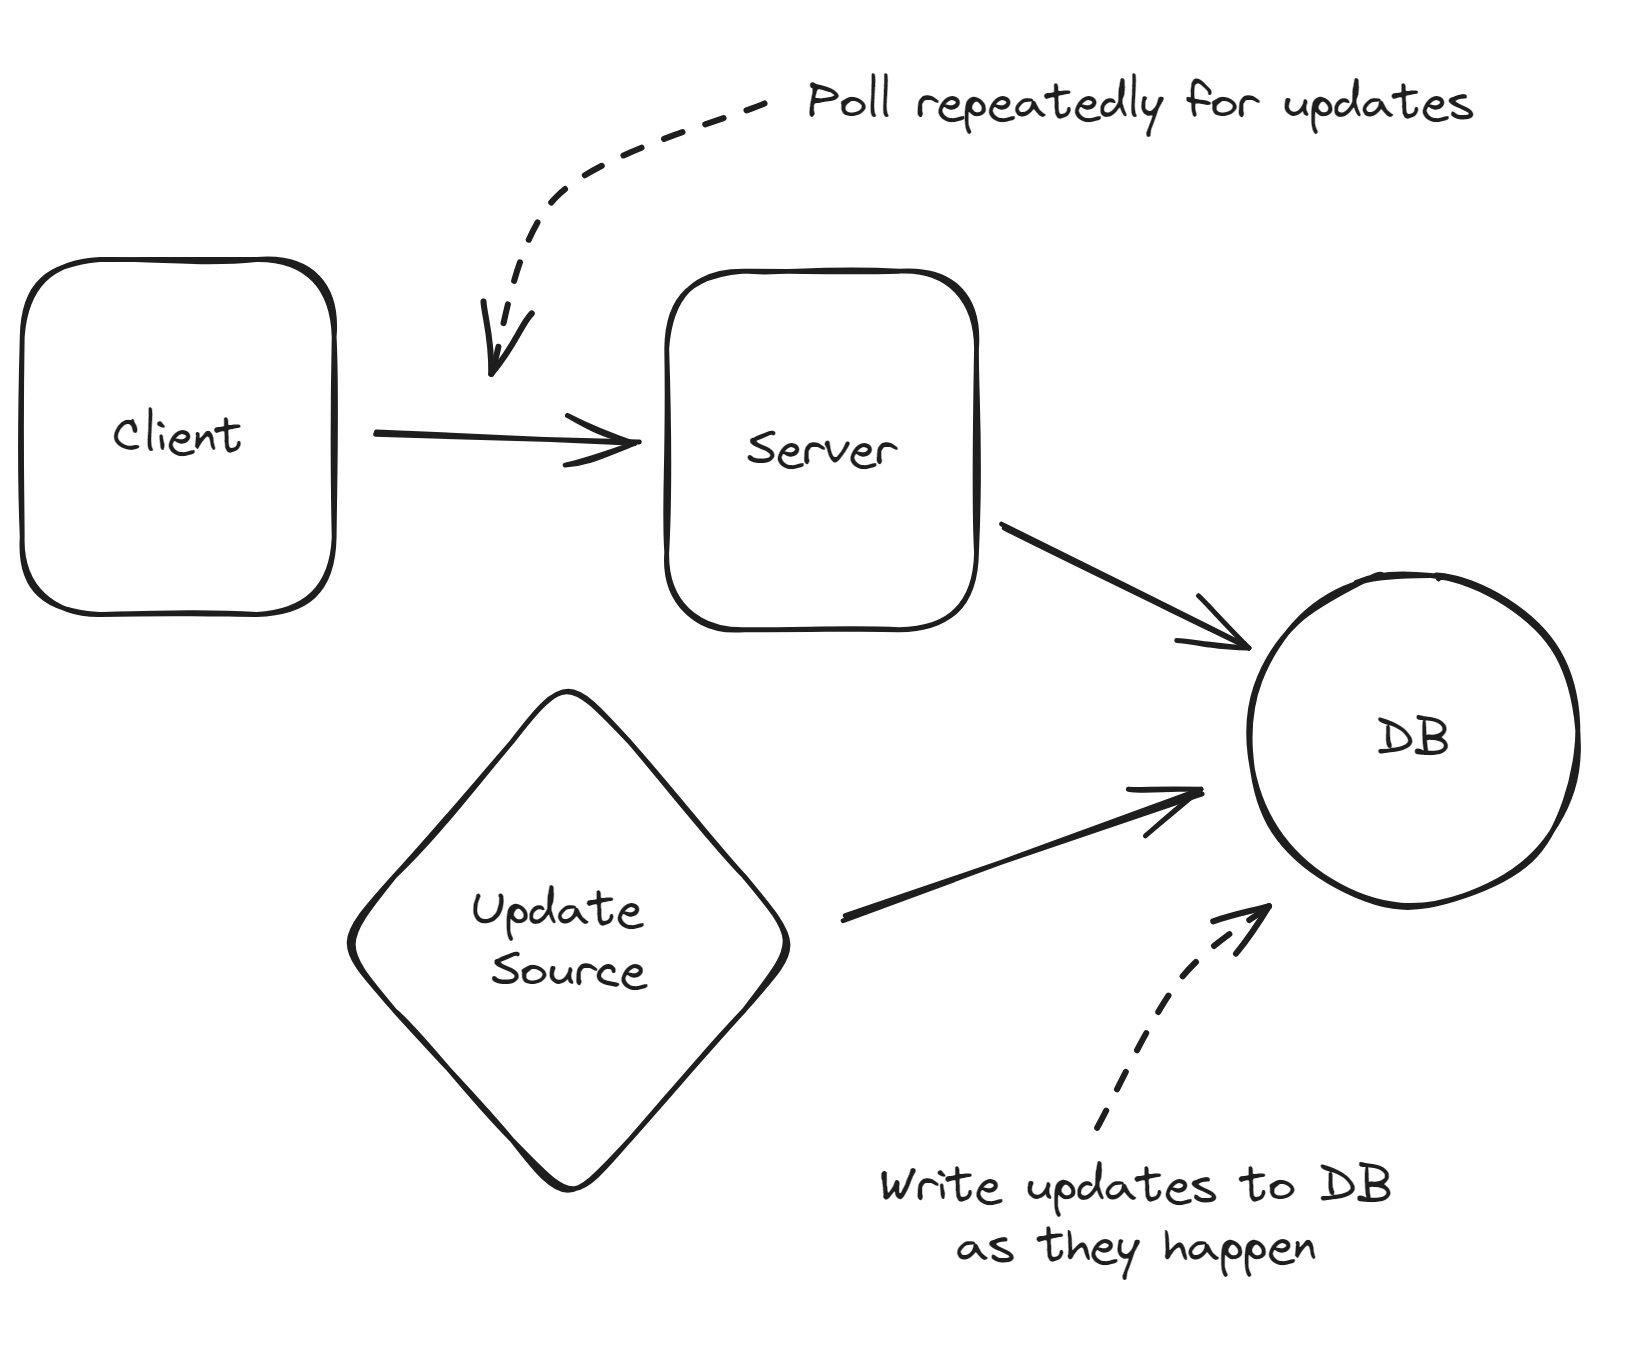 Poll repeatedly for updates
Client
Server
DB
Update
Source
Write updates to DB
as they happen